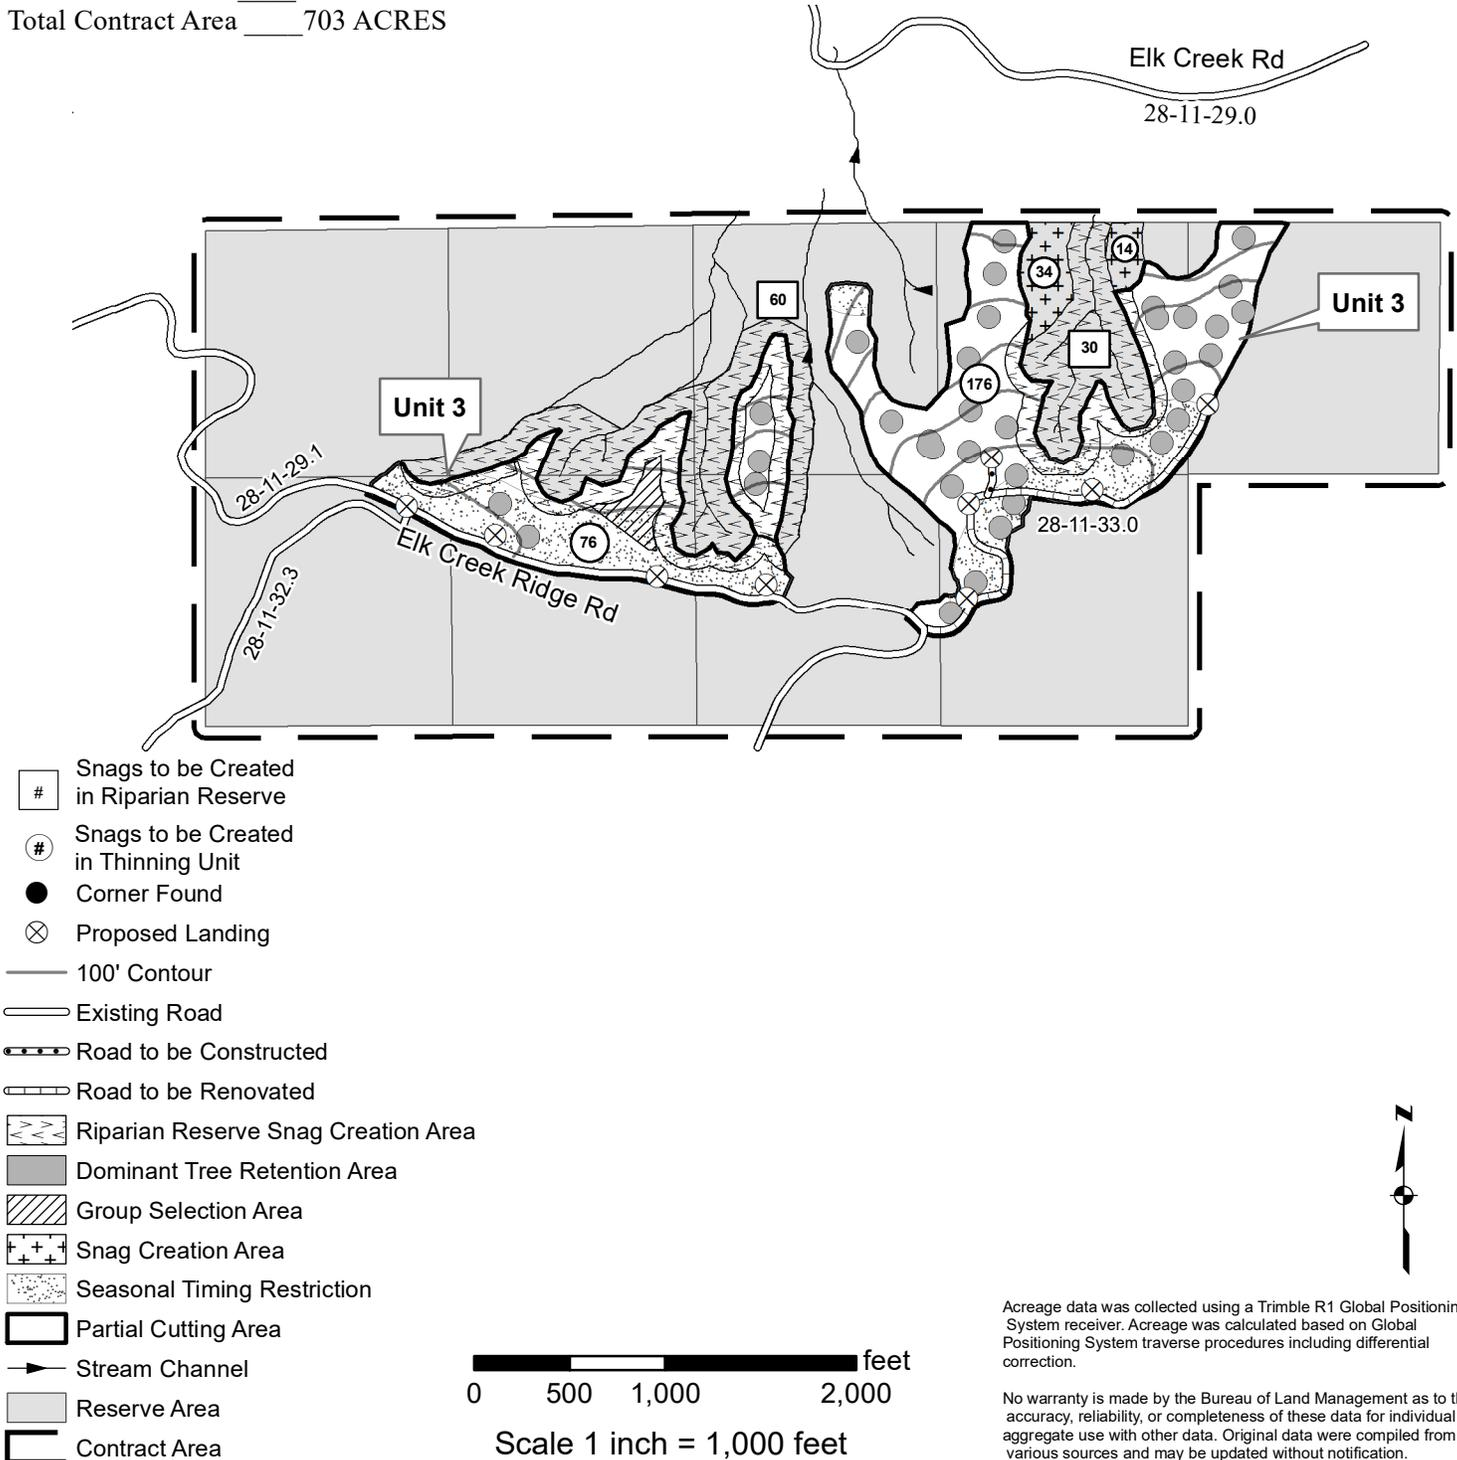 Total Contract Area ____703 ACRES
Elk Creek Rd
28-11-29.0
14
34
60
Unit 3
30
176
Unit 3
28-11-29.1
28-11-33.0
76
Elk Creek Ridge Rd
28-11-32.3
#
Snags to be Created
in Riparian Reserve
#
Snags to be Created
in Thinning Unit
Corner Found
Proposed Landing
100' Contour
Existing Road
Road to be Constructed
Road to be Renovated
Riparian Reserve Snag Creation Area
Dominant Tree Retention Area
Group Selection Area
Snag Creation Area
Seasonal Timing Restriction
Partial Cutting Area
Stream Channel
Reserve Area
Contract Area
feet
0 500 1,000 2,000
Scale 1 inch = 1,000 feet
z
Acreage data was collected using a Trimble R1 Global Positionin
System receiver. Acreage was calculated based on Global
Positioning System traverse procedures including differential
correction.
No warranty is made by the Bureau of Land Management as to th
accuracy, reliability, or completeness of these data for individual
aggregate use with other data. Original data were compiled from
various sources and may be updated without notification.